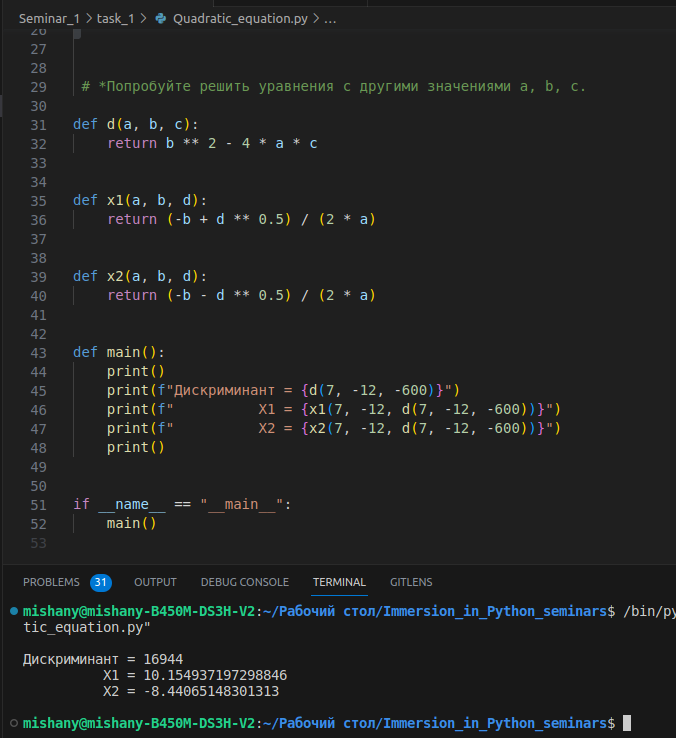 Seminar_1 > task_1 > Quadratic_equation.py > ...
26
27
28
29 # *Попробуйте решить уравнения с другими значениями a, b, c.
30
31 def d(a, b, c):
32     return b ** 2 - 4 * a * c
33
34
35 def x1(a, b, d):
36     return (-b + d ** 0.5) / (2 * a)
37
38
39 def x2(a, b, d):
40     return (-b - d ** 0.5) / (2 * a)
41
42
43 def main():
44     print()
45     print(f"Дискриминант = {d(7, -12, -600)}")
46     print(f"          X1 = {x1(7, -12, d(7, -12, -600))}")
47     print(f"          X2 = {x2(7, -12, d(7, -12, -600))}")
48     print()
49
50
51 if __name__ == "__main__":
52     main()
53
PROBLEMS 31 OUTPUT DEBUG CONSOLE TERMINAL GITLENS
mishany@mishany-B450M-DS3H-V2:~/Рабочий стол/Immersion_in_Python_seminars$ /bin/py
tic_equation.py"
Дискриминант = 16944
X1 = 10.154937197298846
X2 = -8.44065148301313
mishany@mishany-B450M-DS3H-V2:~/Рабочий стол/Immersion_in_Python_seminars$